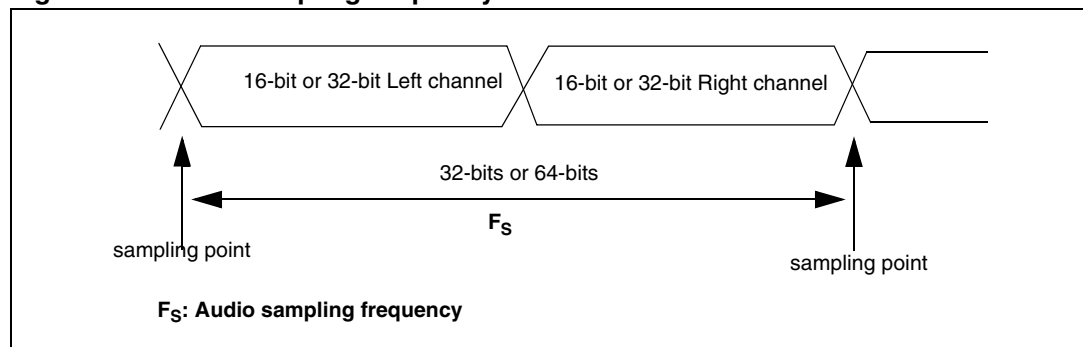 16-bit or 32-bit Left channel
16-bit or 32-bit Right channel
32-bits or 64-bits
FS
sampling point
sampling point
FS: Audio sampling frequency